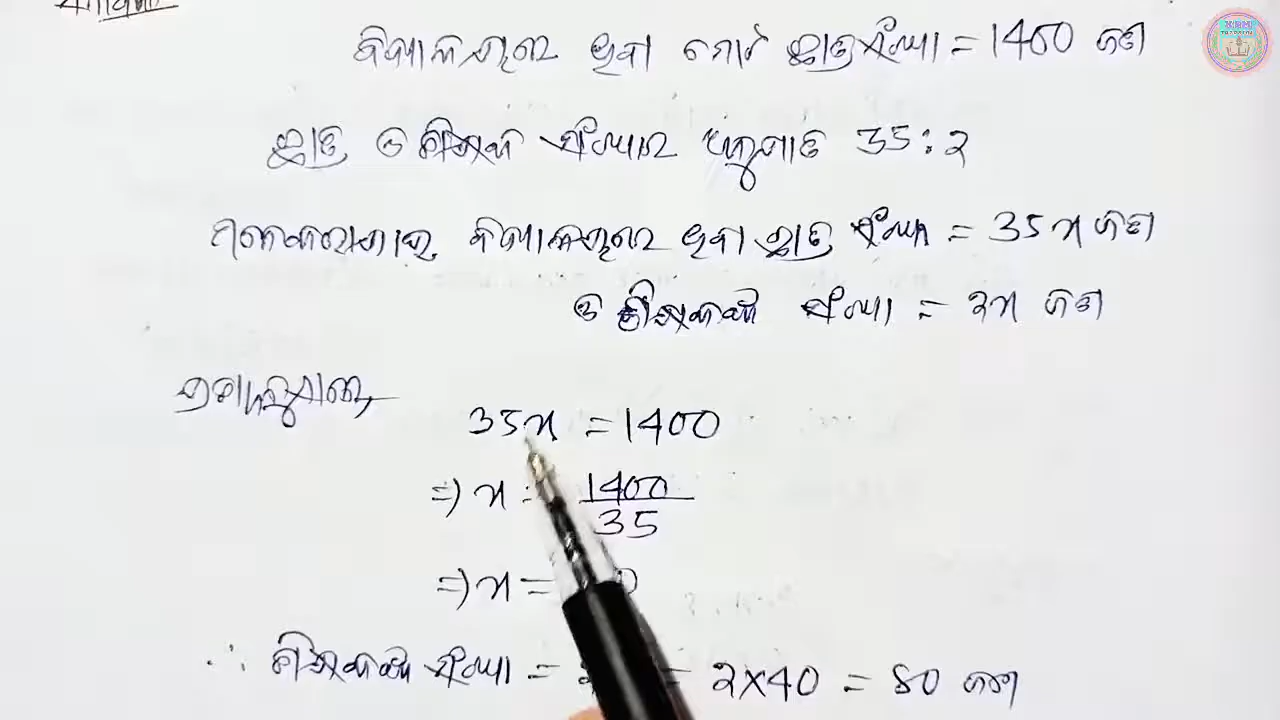 ବିଦ୍ୟାଳୟରେ ଥିବା ମୋଟ ଛାତ୍ରସଂଖ୍ୟା = 1400 ଜଣ
ଛାତ୍ର ଓ ଶିକ୍ଷକ ସଂଖ୍ୟାର ଅନୁପାତ 35:2
ମନେକରାଯାଉ ବିଦ୍ୟାଳୟରେ ଥିବା ଛାତ୍ର ସଂଖ୍ୟା = 35x ଜଣ
ଓ ଶିକ୍ଷକଙ୍କ ସଂଖ୍ୟା = 2x ଜଣ
ପ୍ରଶ୍ନାନୁସାରେ,
35x = 1400
=> x = 1400/35
=> x =
∴ ଶିକ୍ଷକଙ୍କ ସଂଖ୍ୟା = = 2×40 = 80 ଜଣ